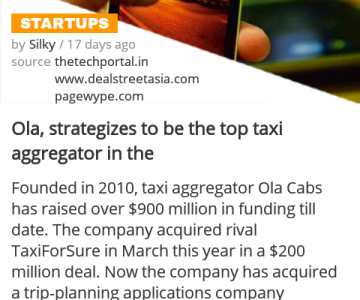 STARTUPS
by Silky / 17 days ago
source thetechportal.in
www.dealstreetasia.com
pagewype.com
Ola, strategizes to be the top taxi
aggregator in the
Founded in 2010, taxi aggregator Ola Cabs
has raised over $900 million in funding till
date. The company acquired rival
TaxiForSure in March this year in a $200
million deal. Now the company has acquired
a trip-planning applications company